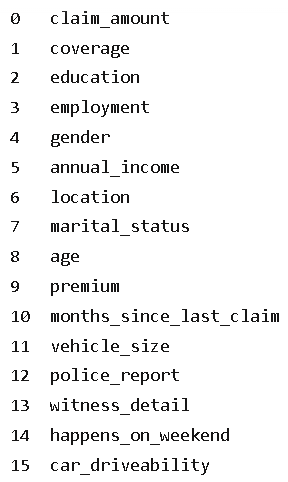 0 claim_amount
1 coverage
2 education
3 employment
4 gender
5 annual_income
6 location
7 marital_status
8 age
9 premium
10 months_since_last_claim
11 vehicle_size
12 police_report
13 witness_detail
14 happens_on_weekend
15 car_driveability